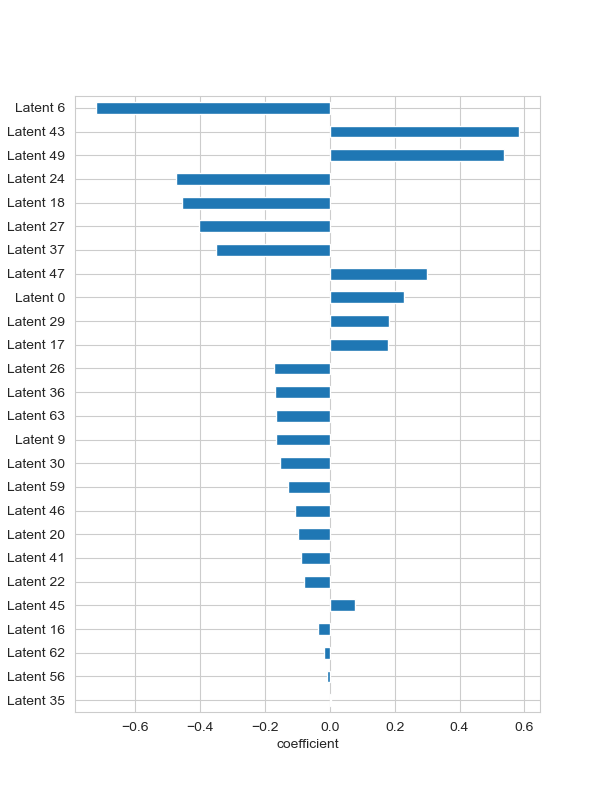 Latent 6
Latent 43
Latent 49
Latent 24
Latent 18
Latent 27
Latent 37
Latent 47
Latent 0
Latent 29
Latent 17
Latent 26
Latent 36
Latent 63
Latent 9
Latent 30
Latent 59
Latent 46
Latent 20
Latent 41
Latent 22
Latent 45
Latent 16
Latent 62
Latent 56
Latent 35
−0.6 −0.4 −0.2 0.0 0.2 0.4 0.6
coefficient